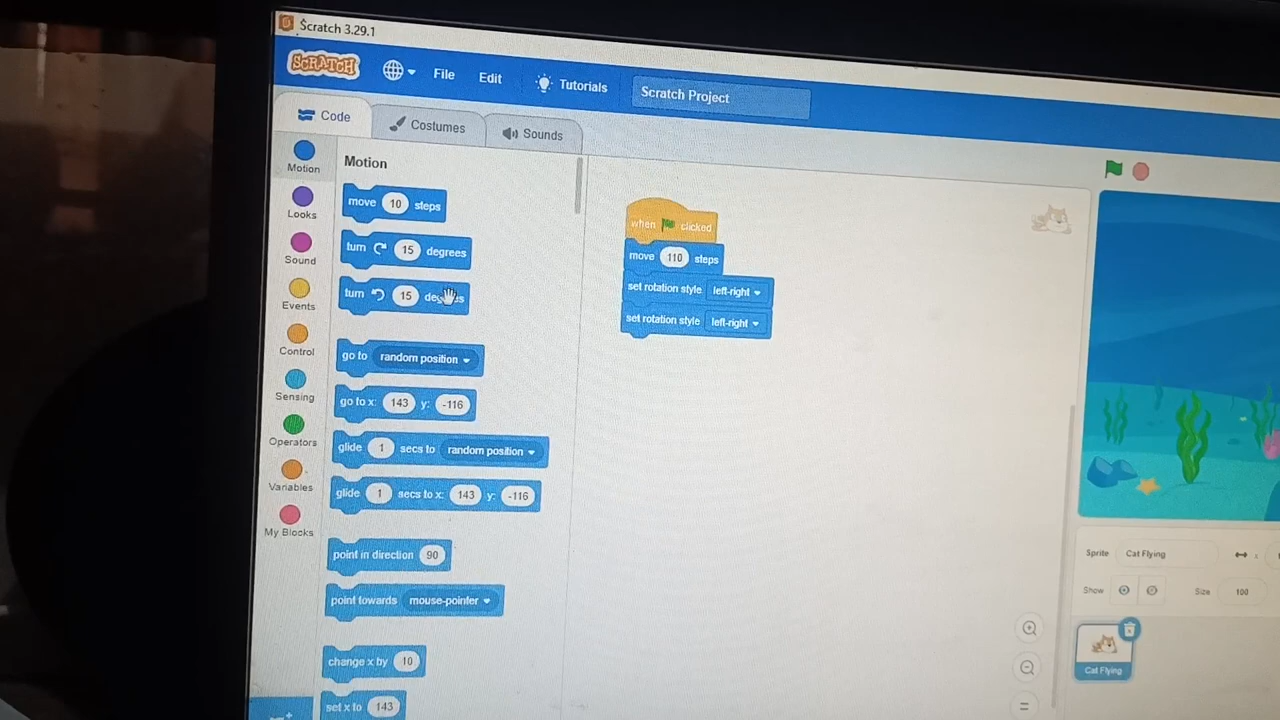 Scratch 3.29.1
SCRATCH File Edit Tutorials Scratch Project
Code Costumes Sounds
Motion
Looks
Sound
Events
Control
Sensing
Operators
Variables
My Blocks
Motion
move 10 steps
turn 15 degrees
turn 15
go to random position
go to x: 143 y: -116
glide 1 secs to random position
glide 1 secs to x: 143 y: -116
point in direction 90
point towards mouse-pointer
change x by 10
set x to 143
when clicked
move 110 steps
set rotation style left-right
set rotation style left-right
Sprite Cat Flying
Show Size 100
Cat Flying